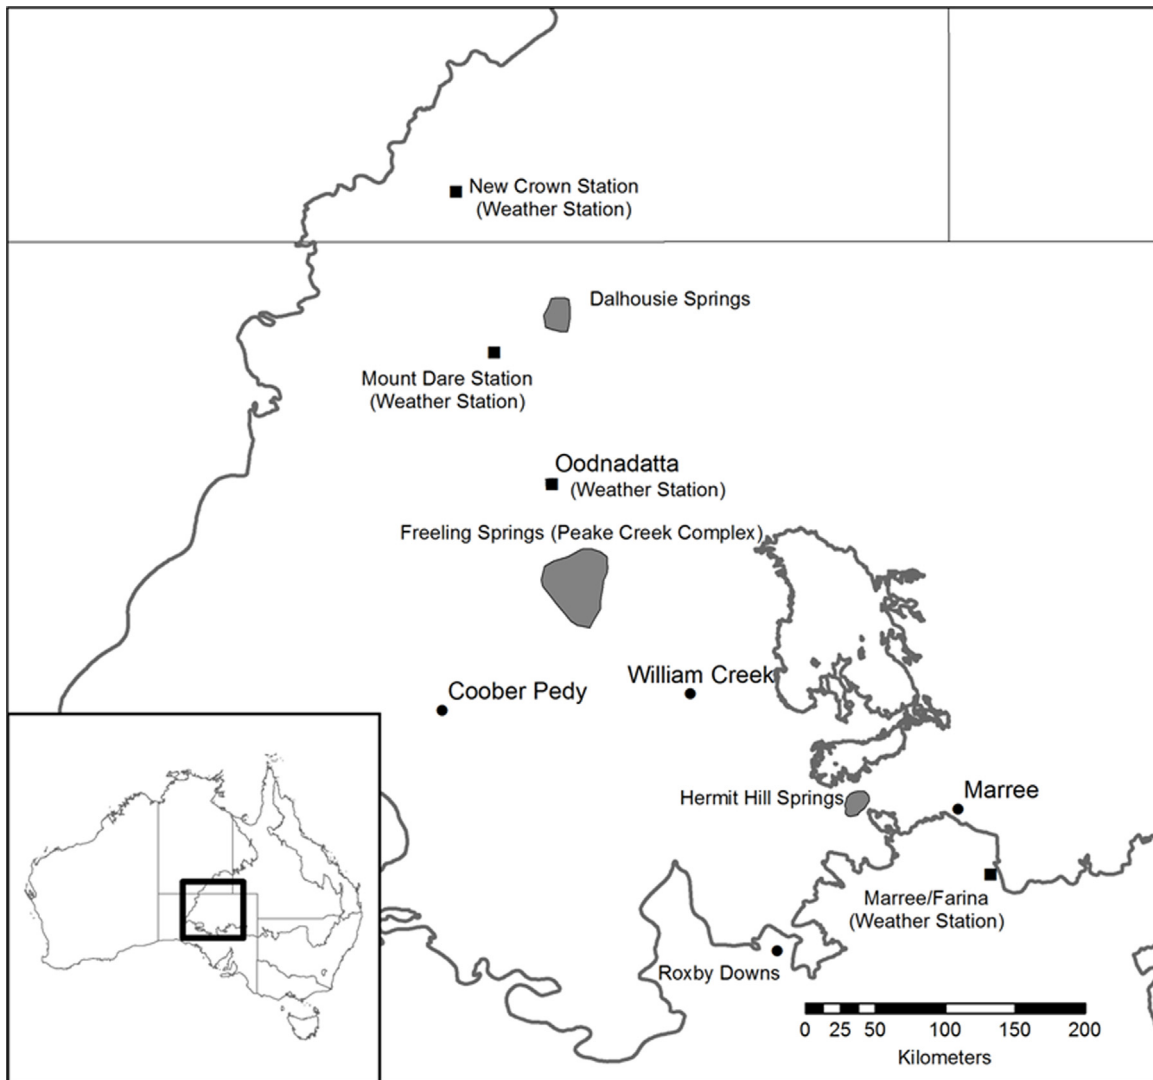 New Crown Station
(Weather Station)
Dalhousie Springs
Mount Dare Station
(Weather Station)
Oodnadatta
(Weather Station)
Freeling Springs (Peake Creek Complex)
William Creek
Coober Pedy
Hermit Hill Springs
Marree
Marree/Farina
(Weather Station)
Roxby Downs
0 25 50 100 150 200
Kilometers